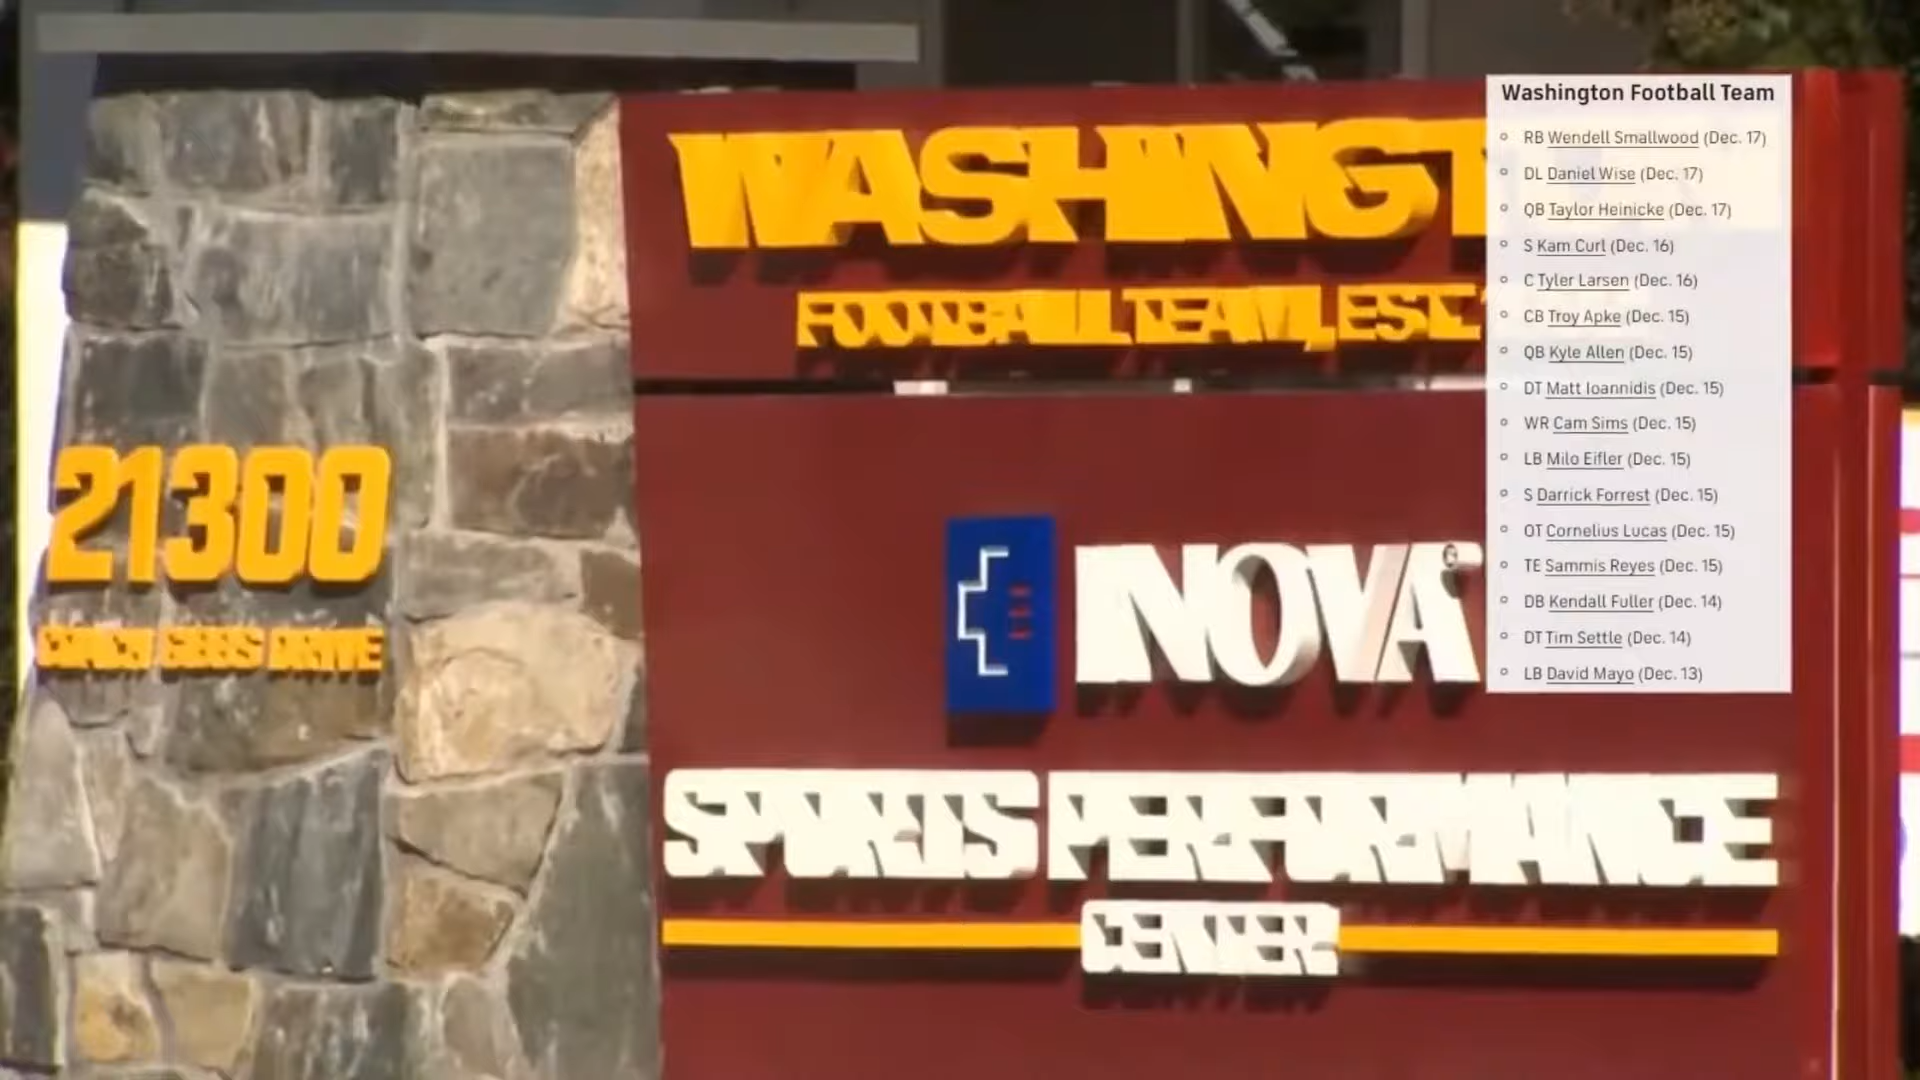 WASHINGT
FOOTBALL TEAM, EST.
21300
COACH GIBBS DRIVE
INOVA
SPORTS PERFORMANCE
CENTER
Washington Football Team
RB Wendell Smallwood (Dec. 17)
DL Daniel Wise (Dec. 17)
QB Taylor Heinicke (Dec. 17)
S Kam Curl (Dec. 16)
C Tyler Larsen (Dec. 16)
CB Troy Apke (Dec. 15)
QB Kyle Allen (Dec. 15)
DT Matt Ioannidis (Dec. 15)
WR Cam Sims (Dec. 15)
LB Milo Eifler (Dec. 15)
S Darrick Forrest (Dec. 15)
OT Cornelius Lucas (Dec. 15)
TE Sammis Reyes (Dec. 15)
DB Kendall Fuller (Dec. 14)
DT Tim Settle (Dec. 14)
LB David Mayo (Dec. 13)